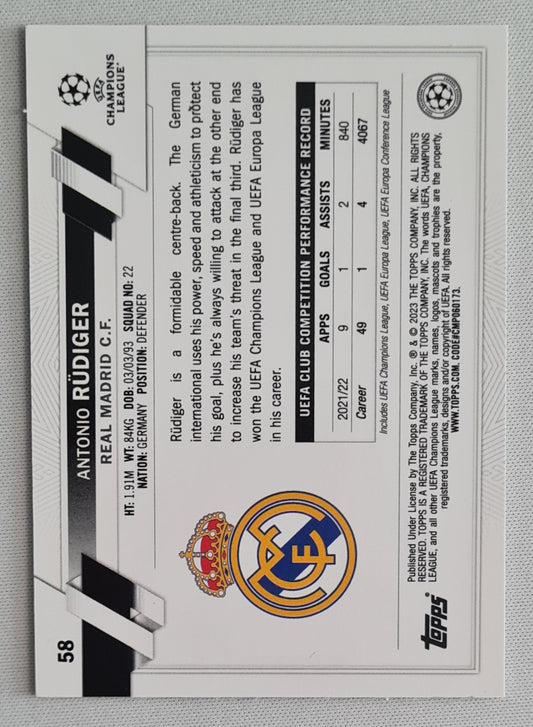 58
ANTONIO RÜDIGER
REAL MADRID C.F.
UEFA
CHAMPIONS
LEAGUE®
HT: 1.91M WT: 84KG DOB: 03/03/93 SQUAD NO: 22
NATION: GERMANY POSITION: DEFENDER
Rüdiger is a formidable centre-back. The German
international uses his power, speed and athleticism to protect
his goal, plus he's always willing to attack at the other end
to increase his team's threat in the final third. Rüdiger has
won the UEFA Champions League and UEFA Europa League
in his career.
UEFA CLUB COMPETITION PERFORMANCE RECORD
APPS GOALS ASSISTS MINUTES
2021/22 9 1 2 840
Career 49 1 4 4067
Includes UEFA Champions League, UEFA Europa League, UEFA Europa Conference League
topps®
Published Under License by The Topps Company, Inc. ® & © 2023 THE TOPPS COMPANY, INC. ALL RIGHTS
RESERVED. TOPPS IS A REGISTERED TRADEMARK OF THE TOPPS COMPANY, INC. The words UEFA, CHAMPIONS
LEAGUE, and all other UEFA Champions League marks, names, logos, mascots and trophies are the property,
registered trademarks, designs and/or copyright of UEFA. All rights reserved.
WWW.TOPPS.COM. CODE#CMP060173.